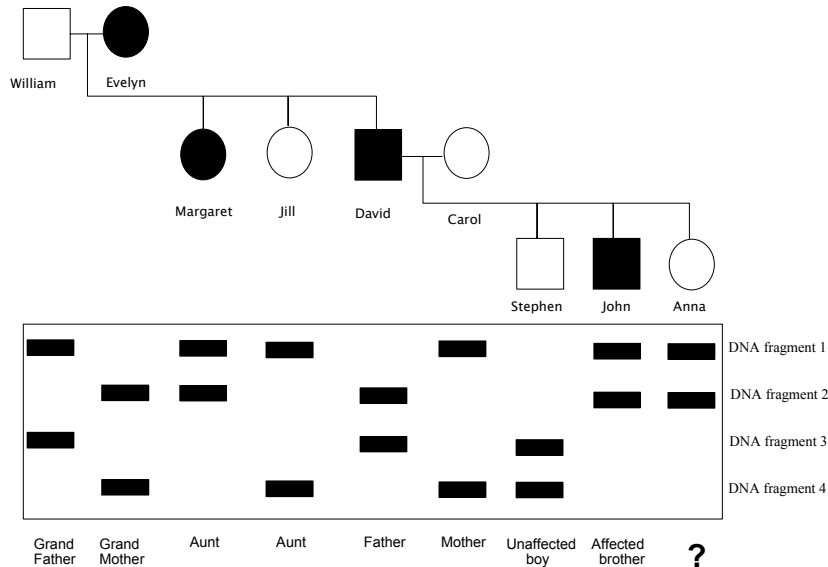 William
Evelyn
Margaret
Jill
David
Carol
Stephen
John
Anna
DNA fragment 1
DNA fragment 2
DNA fragment 3
DNA fragment 4
Grand
Father
Grand
Mother
Aunt
Aunt
Father
Mother
Unaffected
boy
Affected
brother
?